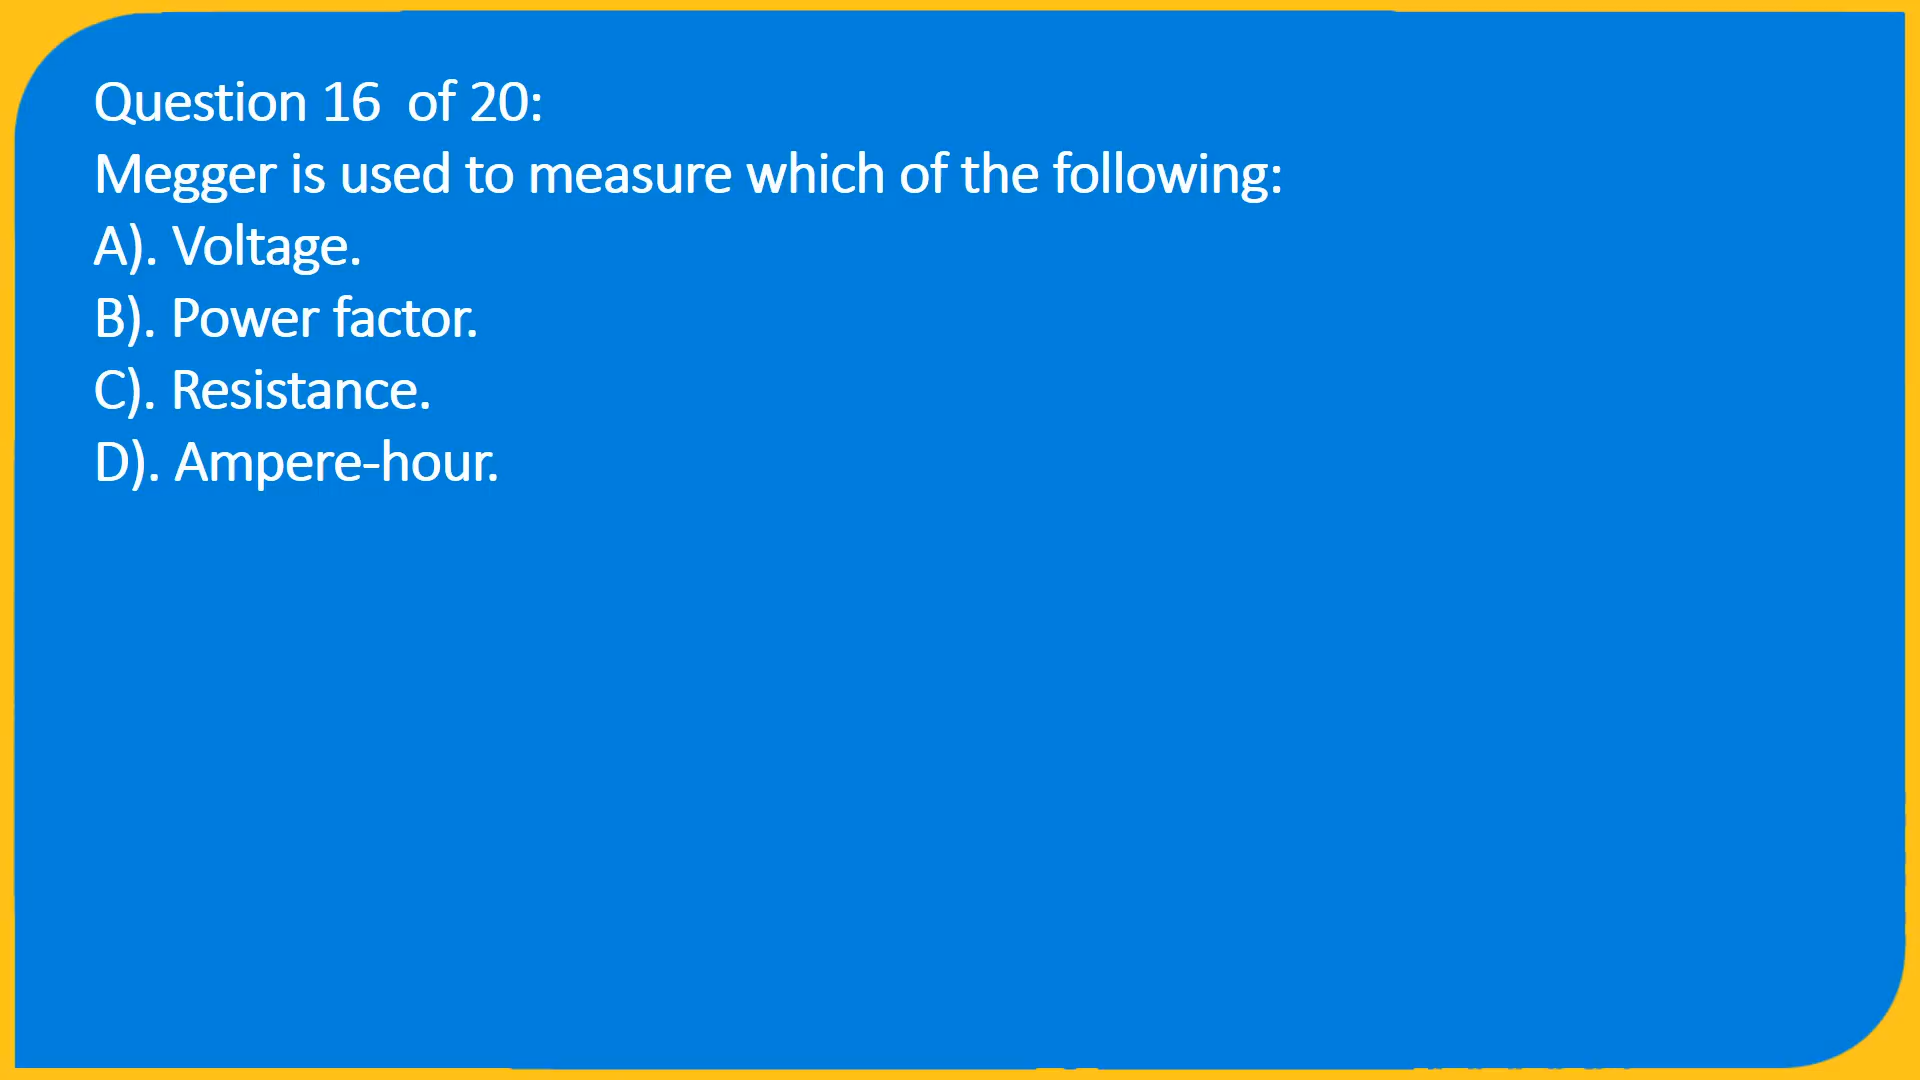 Question 16  of 20:
Megger is used to measure which of the following:
A). Voltage.
B). Power factor.
C). Resistance.
D). Ampere-hour.